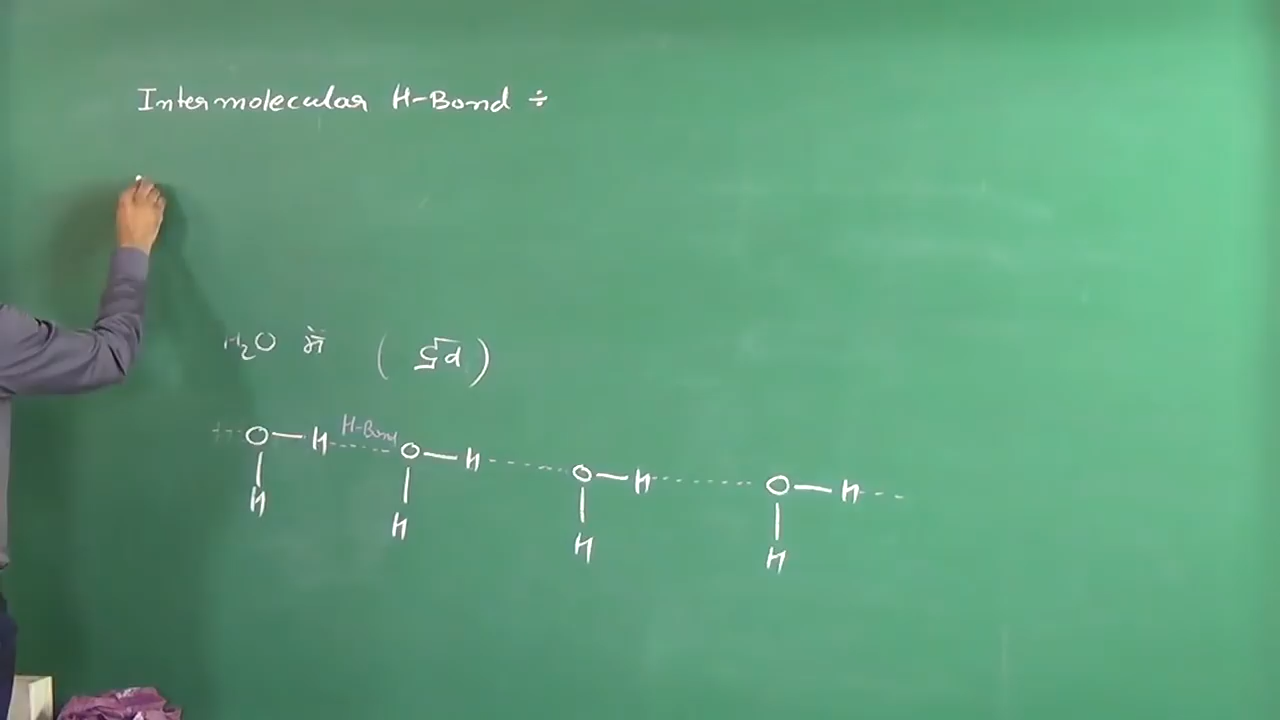 Intermolecular H-Bond ÷
H₂O में (द्रव)
H-Bond
O — H O — H O — H O — H
H H H H